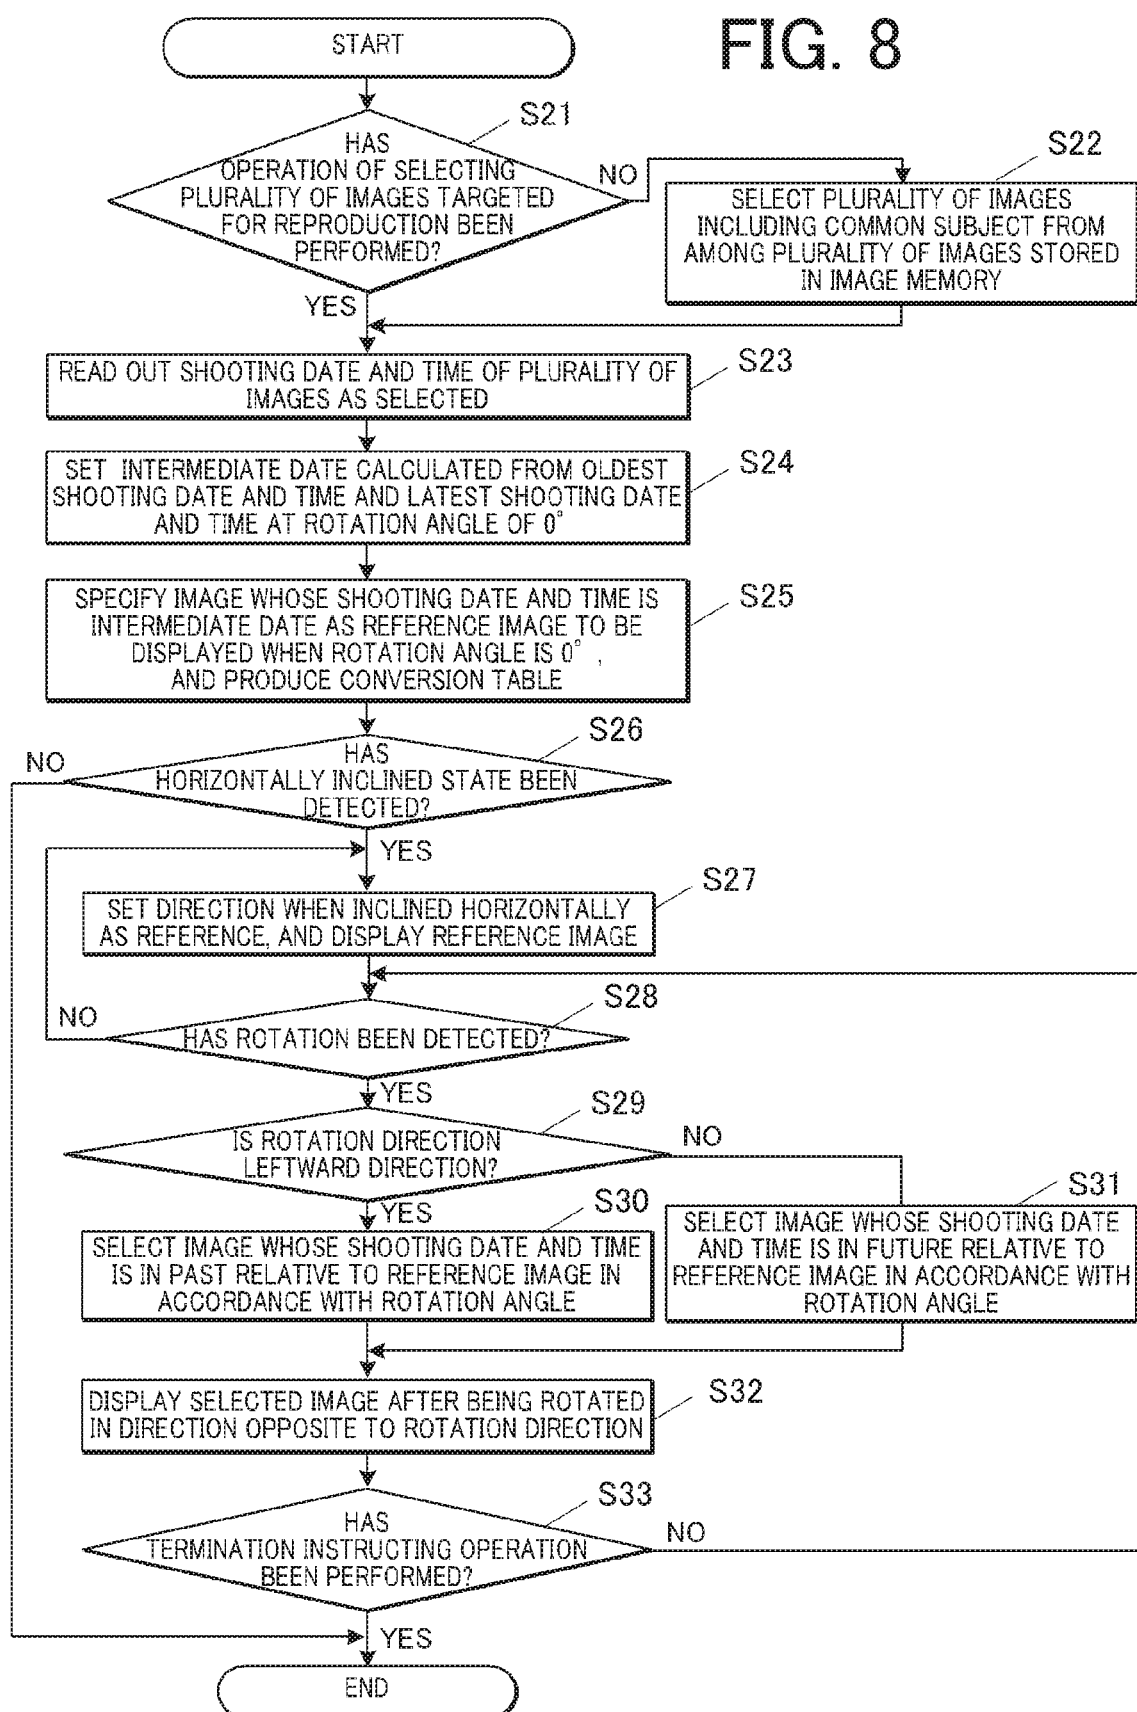 FIG. 8
START
S21
HAS
OPERATION OF SELECTING
PLURALITY OF IMAGES TARGETED
FOR REPRODUCTION BEEN
PERFORMED?
NO
YES
S22
SELECT PLURALITY OF IMAGES
INCLUDING COMMON SUBJECT FROM
AMONG PLURALITY OF IMAGES STORED
IN IMAGE MEMORY
S23
READ OUT SHOOTING DATE AND TIME OF PLURALITY OF
IMAGES AS SELECTED
S24
SET INTERMEDIATE DATE CALCULATED FROM OLDEST
SHOOTING DATE AND TIME AND LATEST SHOOTING DATE
AND TIME AT ROTATION ANGLE OF 0°
S25
SPECIFY IMAGE WHOSE SHOOTING DATE AND TIME IS
INTERMEDIATE DATE AS REFERENCE IMAGE TO BE
DISPLAYED WHEN ROTATION ANGLE IS 0° ,
AND PRODUCE CONVERSION TABLE
S26
NO
HAS
HORIZONTALLY INCLINED STATE BEEN
DETECTED?
YES
S27
SET DIRECTION WHEN INCLINED HORIZONTALLY
AS REFERENCE, AND DISPLAY REFERENCE IMAGE
S28
NO
HAS ROTATION BEEN DETECTED?
YES
S29
IS ROTATION DIRECTION
LEFTWARD DIRECTION?
NO
YES
S30
SELECT IMAGE WHOSE SHOOTING DATE AND TIME
IS IN PAST RELATIVE TO REFERENCE IMAGE IN
ACCORDANCE WITH ROTATION ANGLE
S31
SELECT IMAGE WHOSE SHOOTING DATE
AND TIME IS IN FUTURE RELATIVE TO
REFERENCE IMAGE IN ACCORDANCE WITH
ROTATION ANGLE
S32
DISPLAY SELECTED IMAGE AFTER BEING ROTATED
IN DIRECTION OPPOSITE TO ROTATION DIRECTION
S33
HAS
TERMINATION INSTRUCTING OPERATION
BEEN PERFORMED?
NO
YES
END